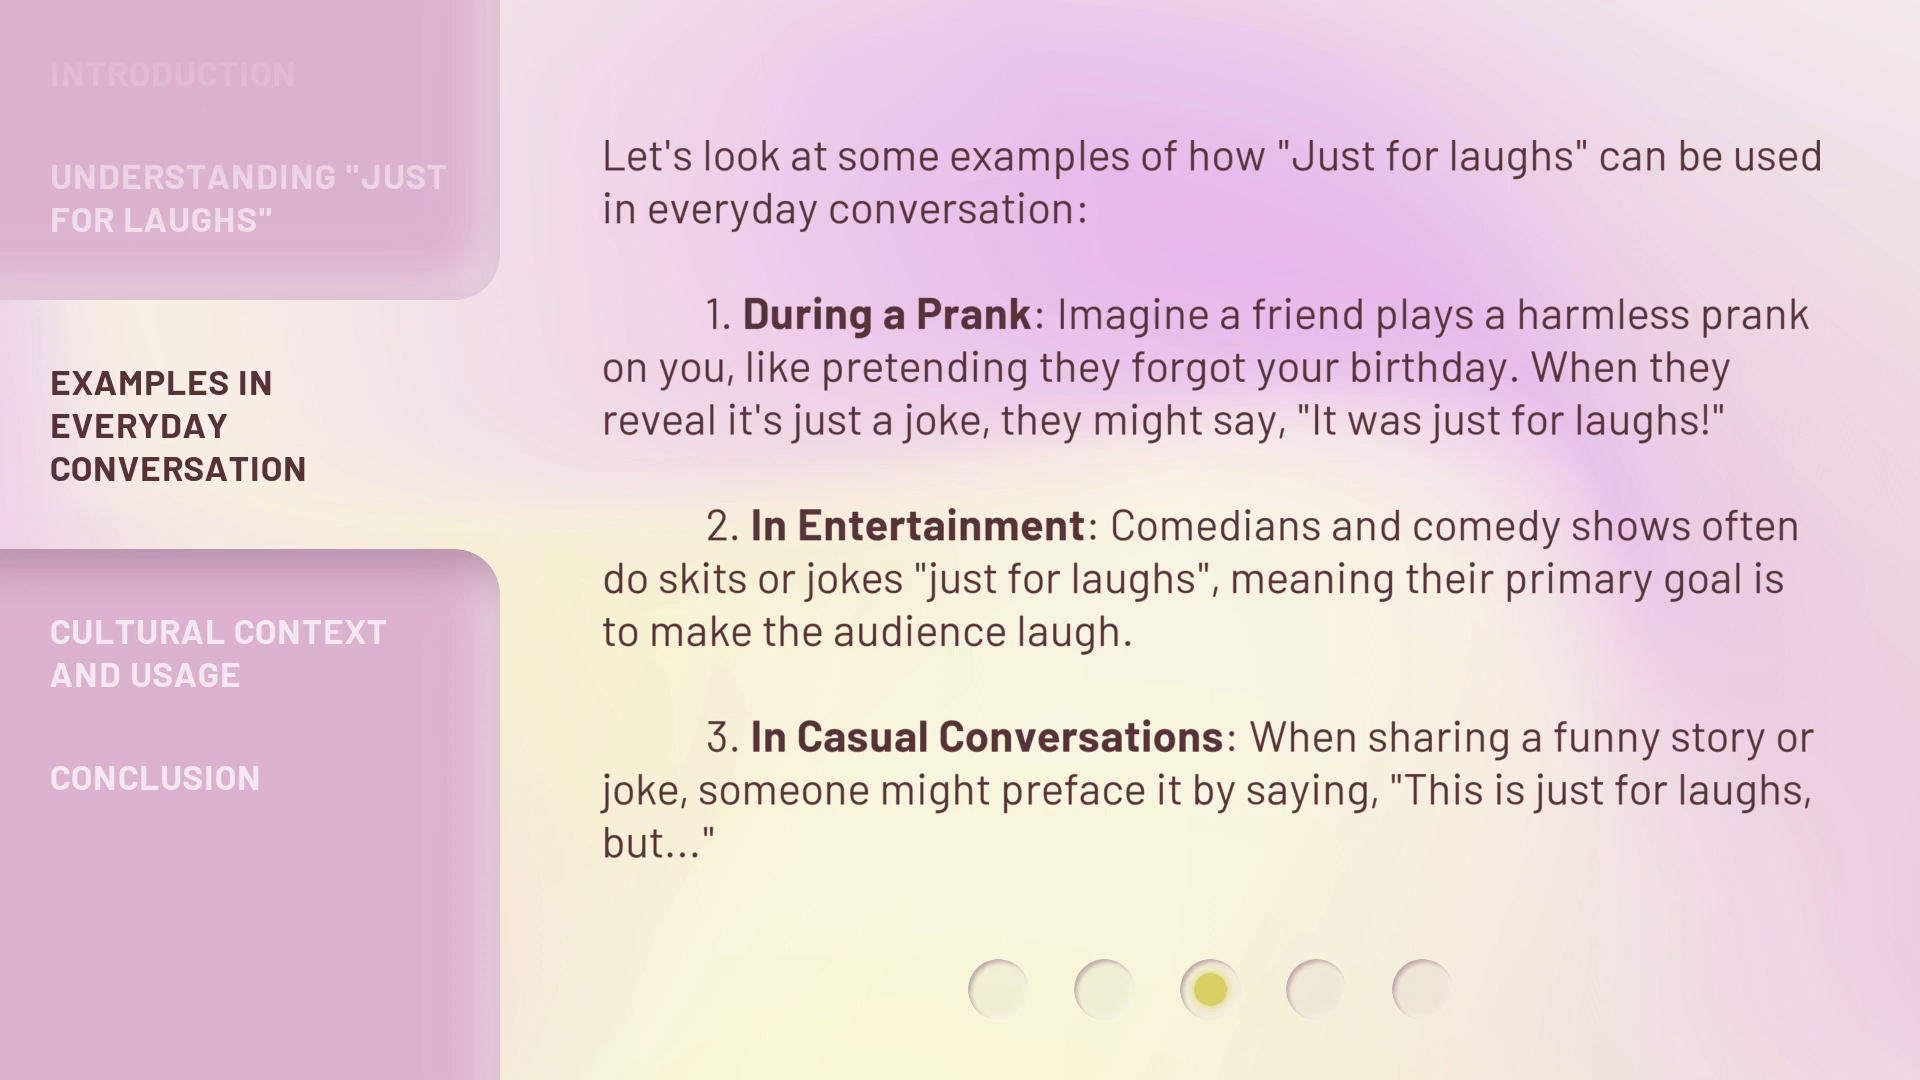 INTRODUCTION
UNDERSTANDING "JUST
FOR LAUGHS"
EXAMPLES IN
EVERYDAY
CONVERSATION
CULTURAL CONTEXT
AND USAGE
CONCLUSION
Let's look at some examples of how "Just for laughs" can be used
in everyday conversation:
1. During a Prank: Imagine a friend plays a harmless prank
on you, like pretending they forgot your birthday. When they
reveal it's just a joke, they might say, "It was just for laughs!"
2. In Entertainment: Comedians and comedy shows often
do skits or jokes "just for laughs", meaning their primary goal is
to make the audience laugh.
3. In Casual Conversations: When sharing a funny story or
joke, someone might preface it by saying, "This is just for laughs,
but..."